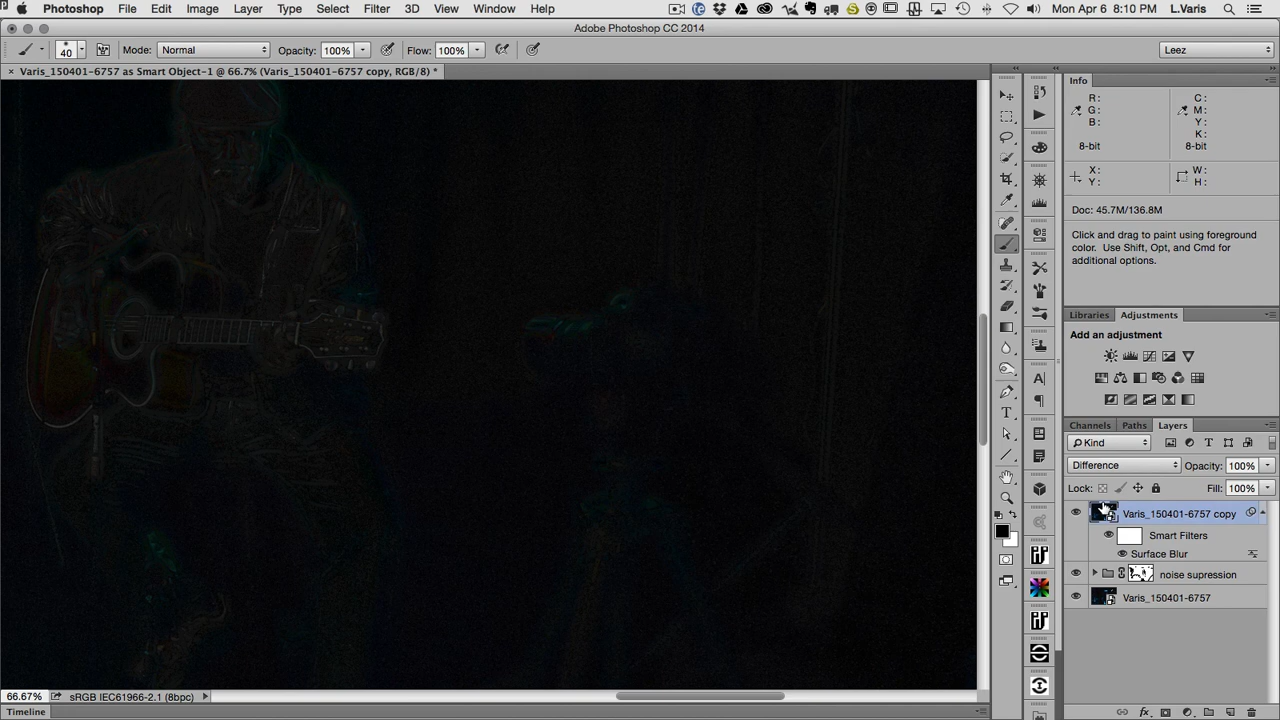 Photoshop File Edit Image Layer Type Select Filter 3D View Window Help Mon Apr 6 8:10 PM L.Varis
Adobe Photoshop CC 2014
40 Mode: Normal Opacity: 100% Flow: 100% Leez
× Varis_150401-6757 as Smart Object-1 @ 66.7% (Varis_150401-6757 copy, RGB/8) *
Info
R: C:
G: M:
B: Y:
K:
8-bit 8-bit
X: W:
Y: H:
Doc: 45.7M/136.8M
Click and drag to paint using foreground
color. Use Shift, Opt, and Cmd for
additional options.
Libraries Adjustments
Add an adjustment
Channels Paths Layers
Kind
Difference Opacity: 100%
Lock: Fill: 100%
Varis_150401-6757 copy
Smart Filters
Surface Blur
noise supression
Varis_150401-6757
fx
66.67% sRGB IEC61966-2.1 (8bpc)
Timeline